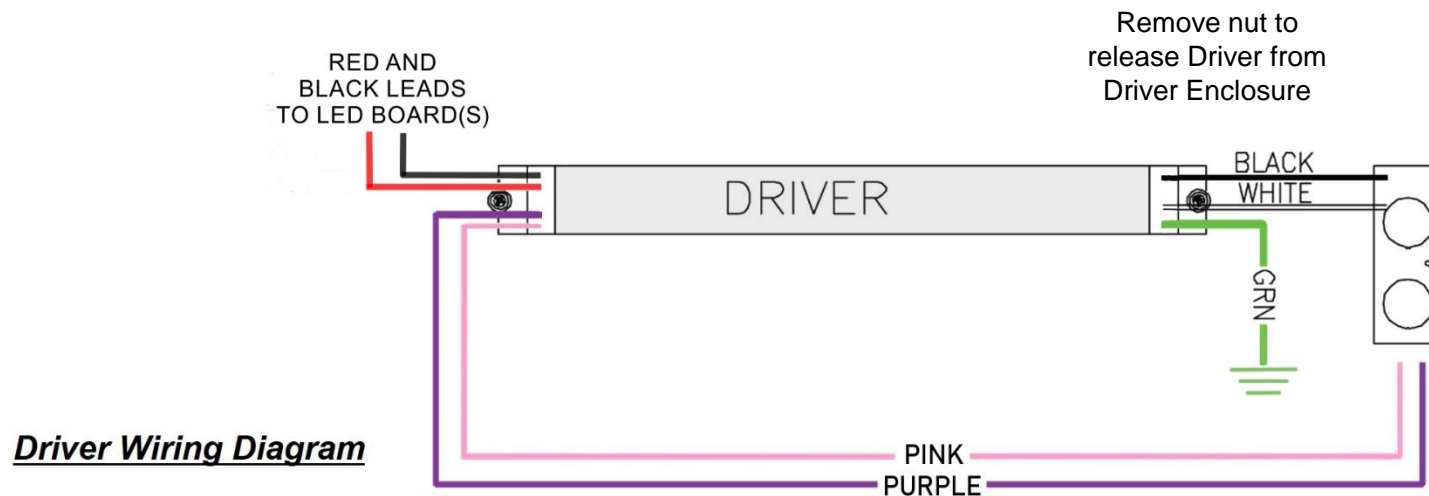 Remove nut to
release Driver from
Driver Enclosure
RED AND
BLACK LEADS
TO LED BOARD(S)
DRIVER
BLACK
WHITE
GRN
Driver Wiring Diagram
PINK
PURPLE